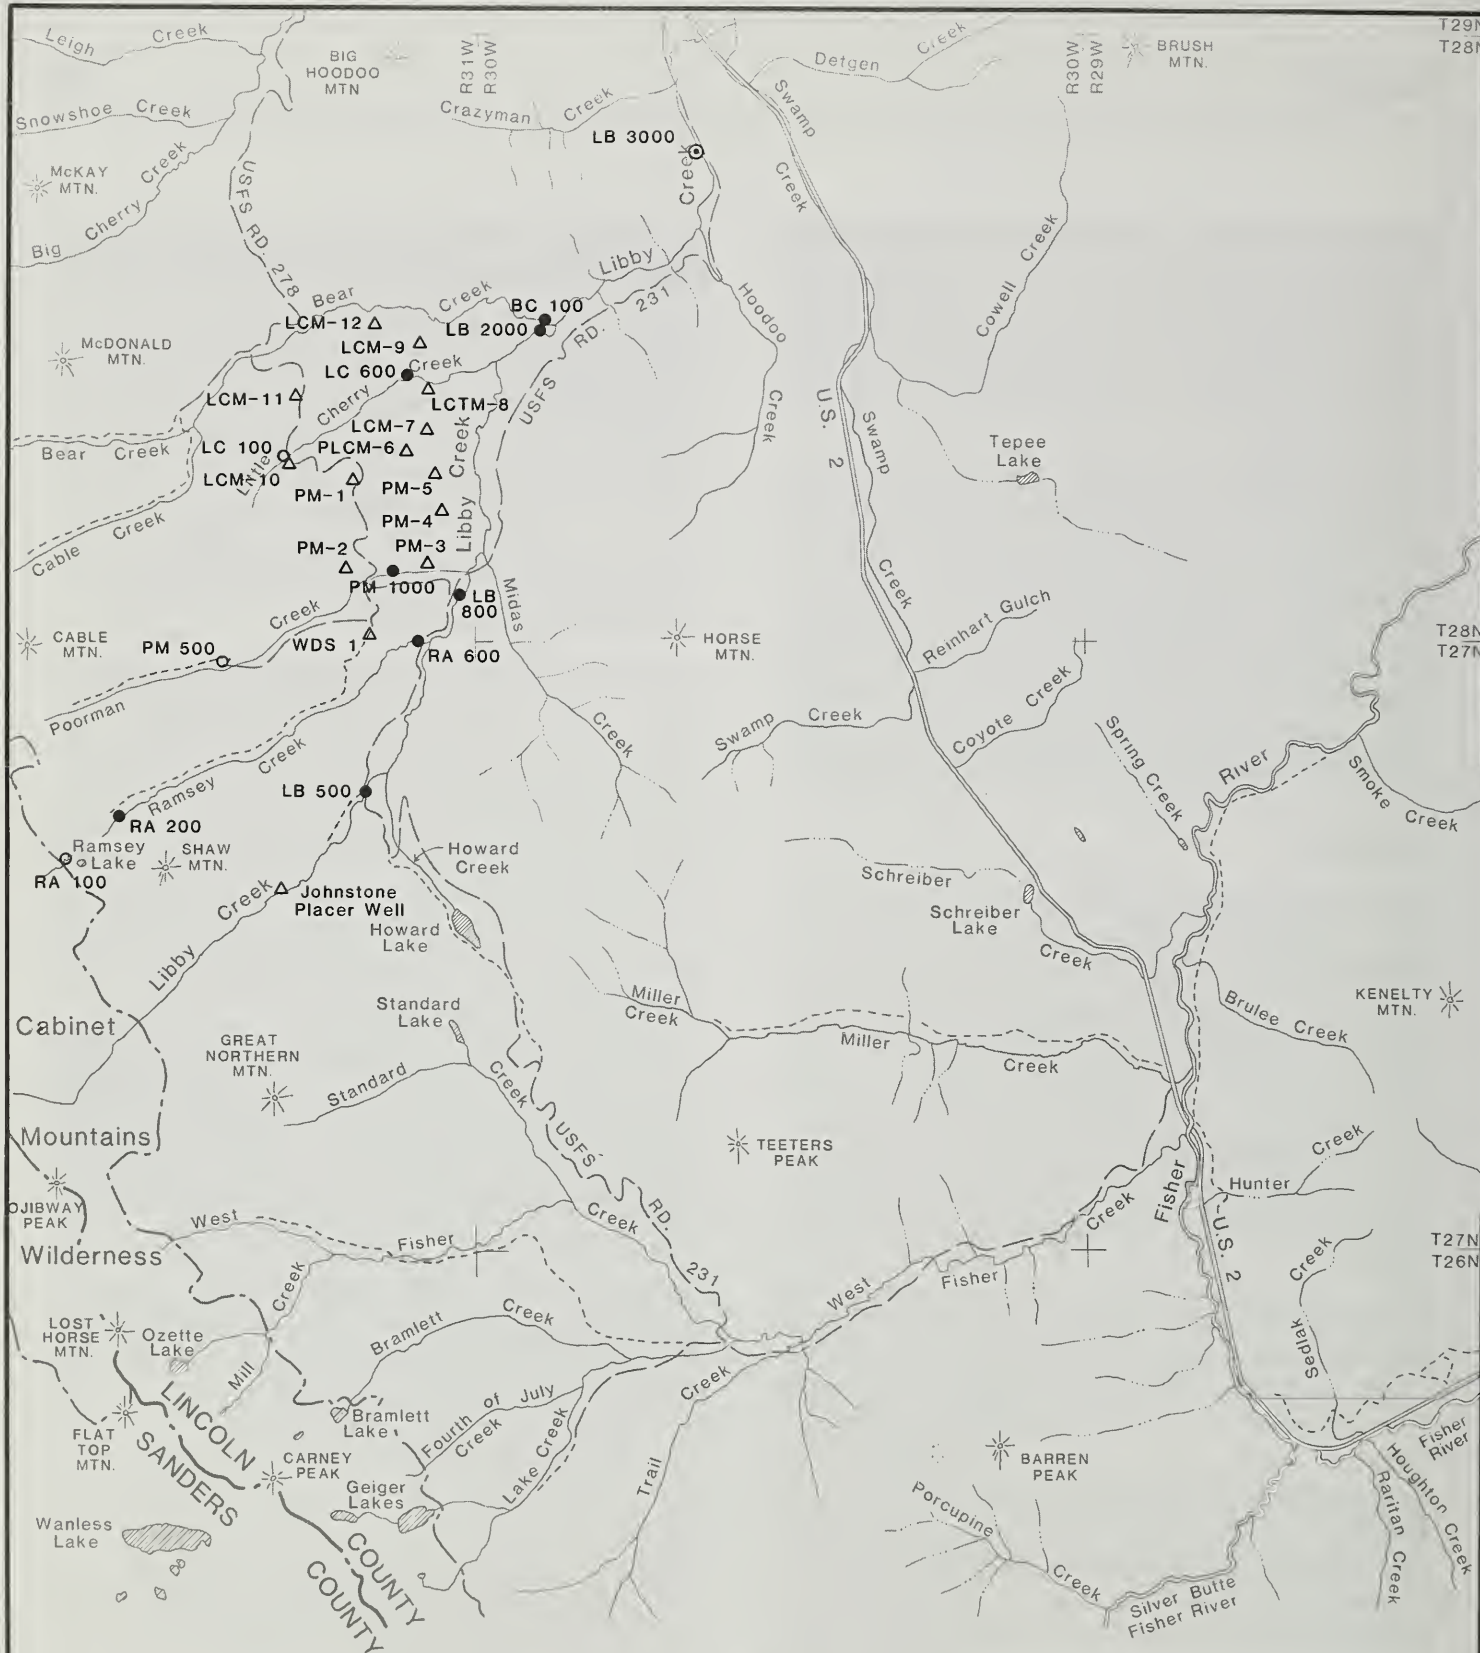 T29N
T28N
Leigh Creek
BIG
HOODOO
MTN
R31W
R30W
Detgen Creek
R30W
R29W
BRUSH
MTN.
Snowshoe Creek
Crazyman Creek
Swamp
Creek
LB 3000
Creek
McKAY
MTN.
USFS RD. 278
Big Cherry Creek
Libby
Cowell Creek
Bear Creek
BC 100
231
Hoodoo
Creek
LCM-12
LB 2000
RD.
USFS
McDONALD
MTN.
LCM-9
LC 600
Creek
LCM-11
Cherry
LCTM-8
U.S. 2
LCM-7
Swamp
Creek
Bear Creek
LC 100
PLCM-6
Tepee
Lake
Little
LCM-10
PM-1
PM-5
PM-4
Libby Creek
Cable Creek
PM-2
PM-3
PM 1000
Midas
Creek
LB
800
Creek
Reinhart Gulch
CABLE
MTN.
PM 500
WDS 1
RA 600
HORSE
MTN.
T28N
T27N
Poorman
Coyote Creek
Swamp Creek
Spring Creek
River
Smoke Creek
Ramsey Creek
LB 500
RA 200
Ramsey
Lake
SHAW
MTN.
Howard
Creek
RA 100
Schreiber
Creek
Johnstone
Placer Well
Schreiber
Lake
Howard
Lake
Libby Creek
Standard
Lake
Miller
Creek
Brulee Creek
KENELTY
MTN.
Cabinet
GREAT
NORTHERN
MTN.
Miller
Creek
Standard
Creek
Mountains
USFS
RD.
231
TEETERS
PEAK
Creek
Hunter
OJIBWAY
PEAK
West
Fisher
Creek
Creek
Fisher
U.S. 2
Wilderness
T27N
T26N
Creek
West
Fisher
Sedlak Creek
LOST
HORSE
MTN.
Ozette
Lake
Bramlett Creek
Mill
LINCOLN
Creek
Bramlett
Lake
Fourth of July
Creek
FLAT
TOP
MTN.
SANDERS
CARNEY
PEAK
Lake Creek
Trail
BARREN
PEAK
Fisher
River
Houghton Creek
Raritan Creek
Geiger
Lakes
Wanless
Lake
Porcupine
Creek
COUNTY
COUNTY
Silver Butte
Fisher River